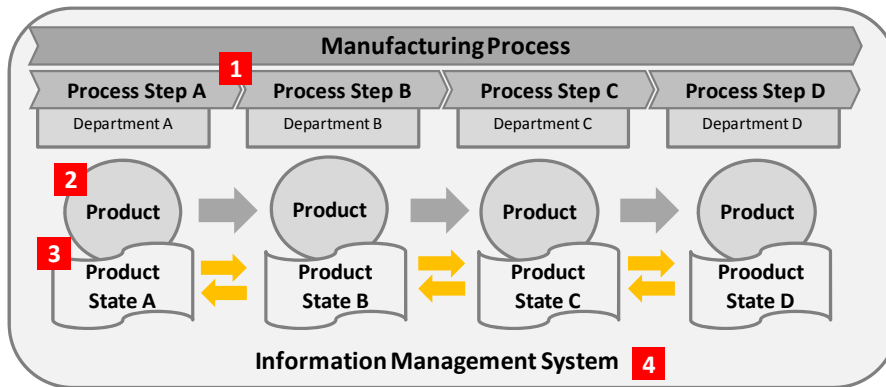 Manufacturing Process
1
Process Step A
Process Step B
Process Step C
Process Step D
Department A
Department B
Department C
Department D
2
Product
Product
Product
Product
3
Product
State A
Product
State B
Product
State C
Prooduct
State D
Information Management System
4